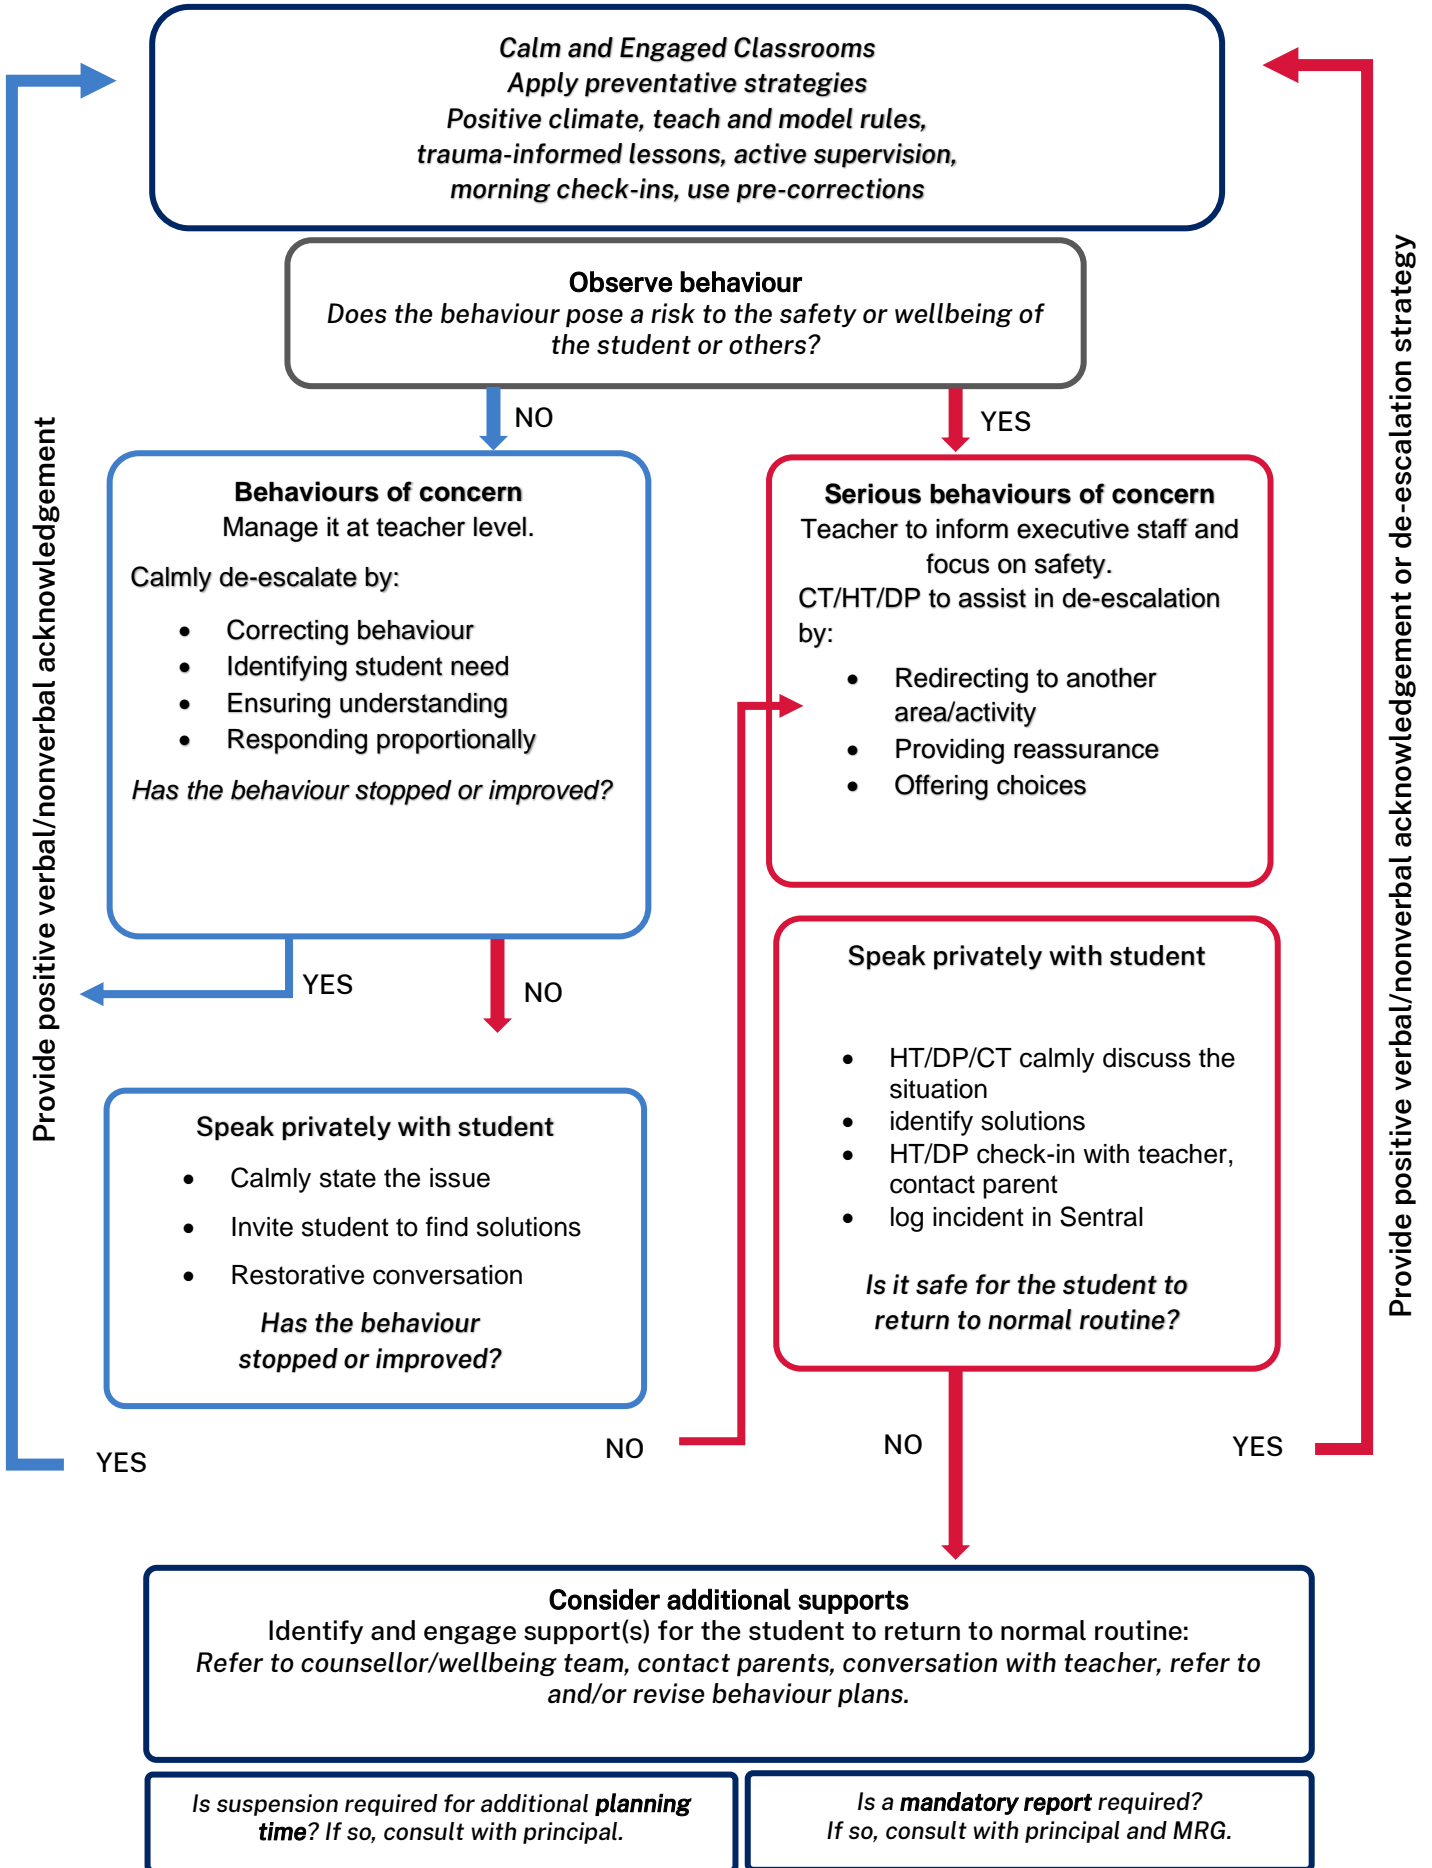 Calm and Engaged Classrooms
Apply preventative strategies
Positive climate, teach and model rules,
trauma-informed lessons, active supervision,
morning check-ins, use pre-corrections
Observe behaviour
Does the behaviour pose a risk to the safety or wellbeing of
the student or others?
NO
YES
Behaviours of concern
Manage it at teacher level.
Calmly de-escalate by:
• Correcting behaviour
• Identifying student need
• Ensuring understanding
• Responding proportionally
Has the behaviour stopped or improved?
Serious behaviours of concern
Teacher to inform executive staff and
focus on safety.
CT/HT/DP to assist in de-escalation
by:
• Redirecting to another
area/activity
• Providing reassurance
• Offering choices
YES
NO
Speak privately with student
• Calmly state the issue
• Invite student to find solutions
• Restorative conversation
Has the behaviour
stopped or improved?
Speak privately with student
• HT/DP/CT calmly discuss the
situation
• identify solutions
• HT/DP check-in with teacher,
contact parent
• log incident in Sentral
Is it safe for the student to
return to normal routine?
YES
NO
NO
YES
Provide positive verbal/nonverbal acknowledgement
Provide positive verbal/nonverbal acknowledgement or de-escalation strategy
Consider additional supports
Identify and engage support(s) for the student to return to normal routine:
Refer to counsellor/wellbeing team, contact parents, conversation with teacher, refer to
and/or revise behaviour plans.
Is suspension required for additional planning
time? If so, consult with principal.
Is a mandatory report required?
If so, consult with principal and MRG.